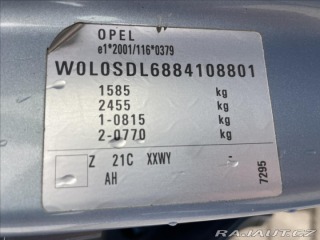 OPEL
e1*2001/116*0379
W0L0SDL6884108801
1585 kg
2455 kg
1-0815 kg
2-0770 kg
Z 21C XXWY -
AH
7295
RAJAUT.CZ